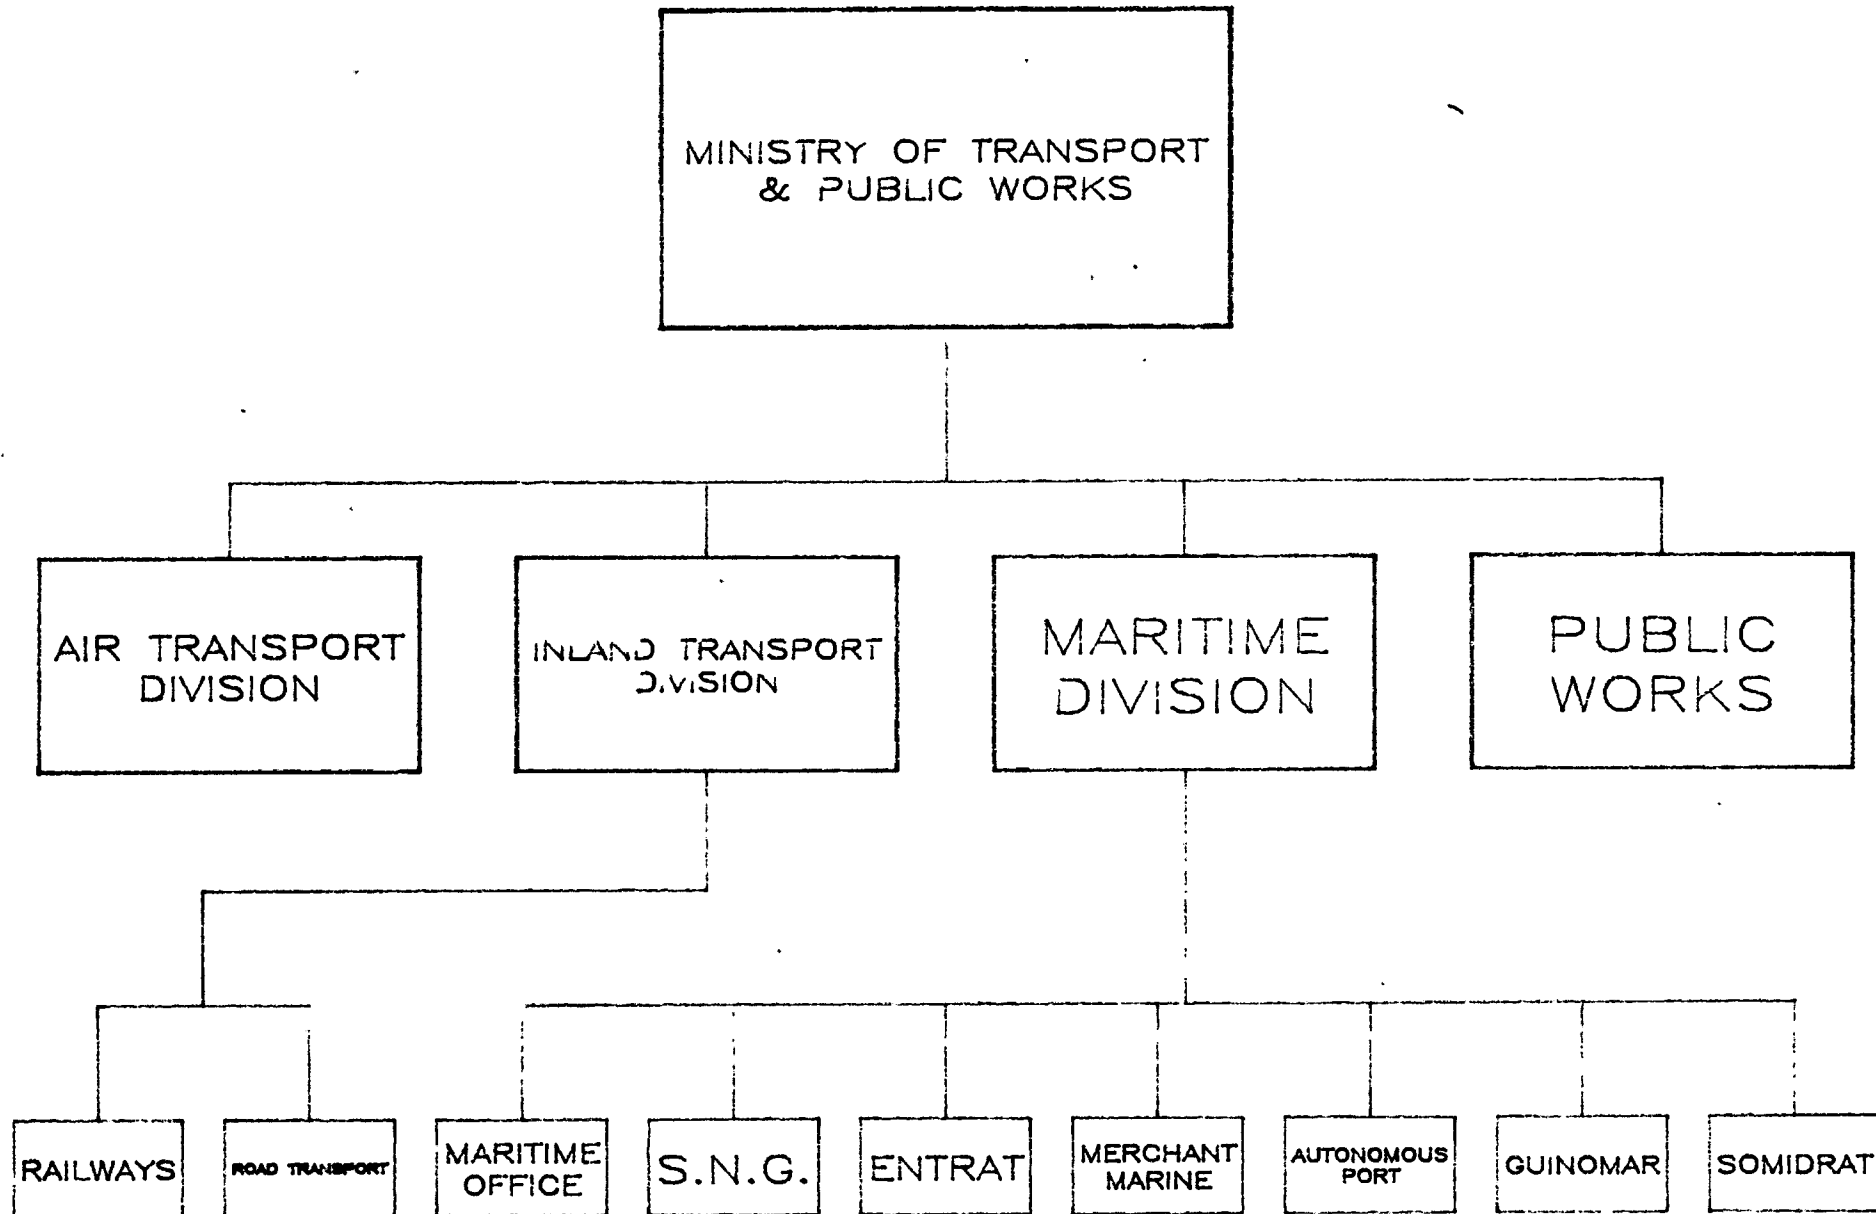 MINISTRY OF TRANSPORT
& PUBLIC WORKS
AIR TRANSPORT
DIVISION
INLAND TRANSPORT
DIVISION
MARITIME
DIVISION
PUBLIC
WORKS
RAILWAYS
ROAD TRANSPORT
MARITIME
OFFICE
S.N.G.
ENTRAT
MERCHANT
MARINE
AUTONOMOUS
PORT
GUINOMAR
SOMIDRAT